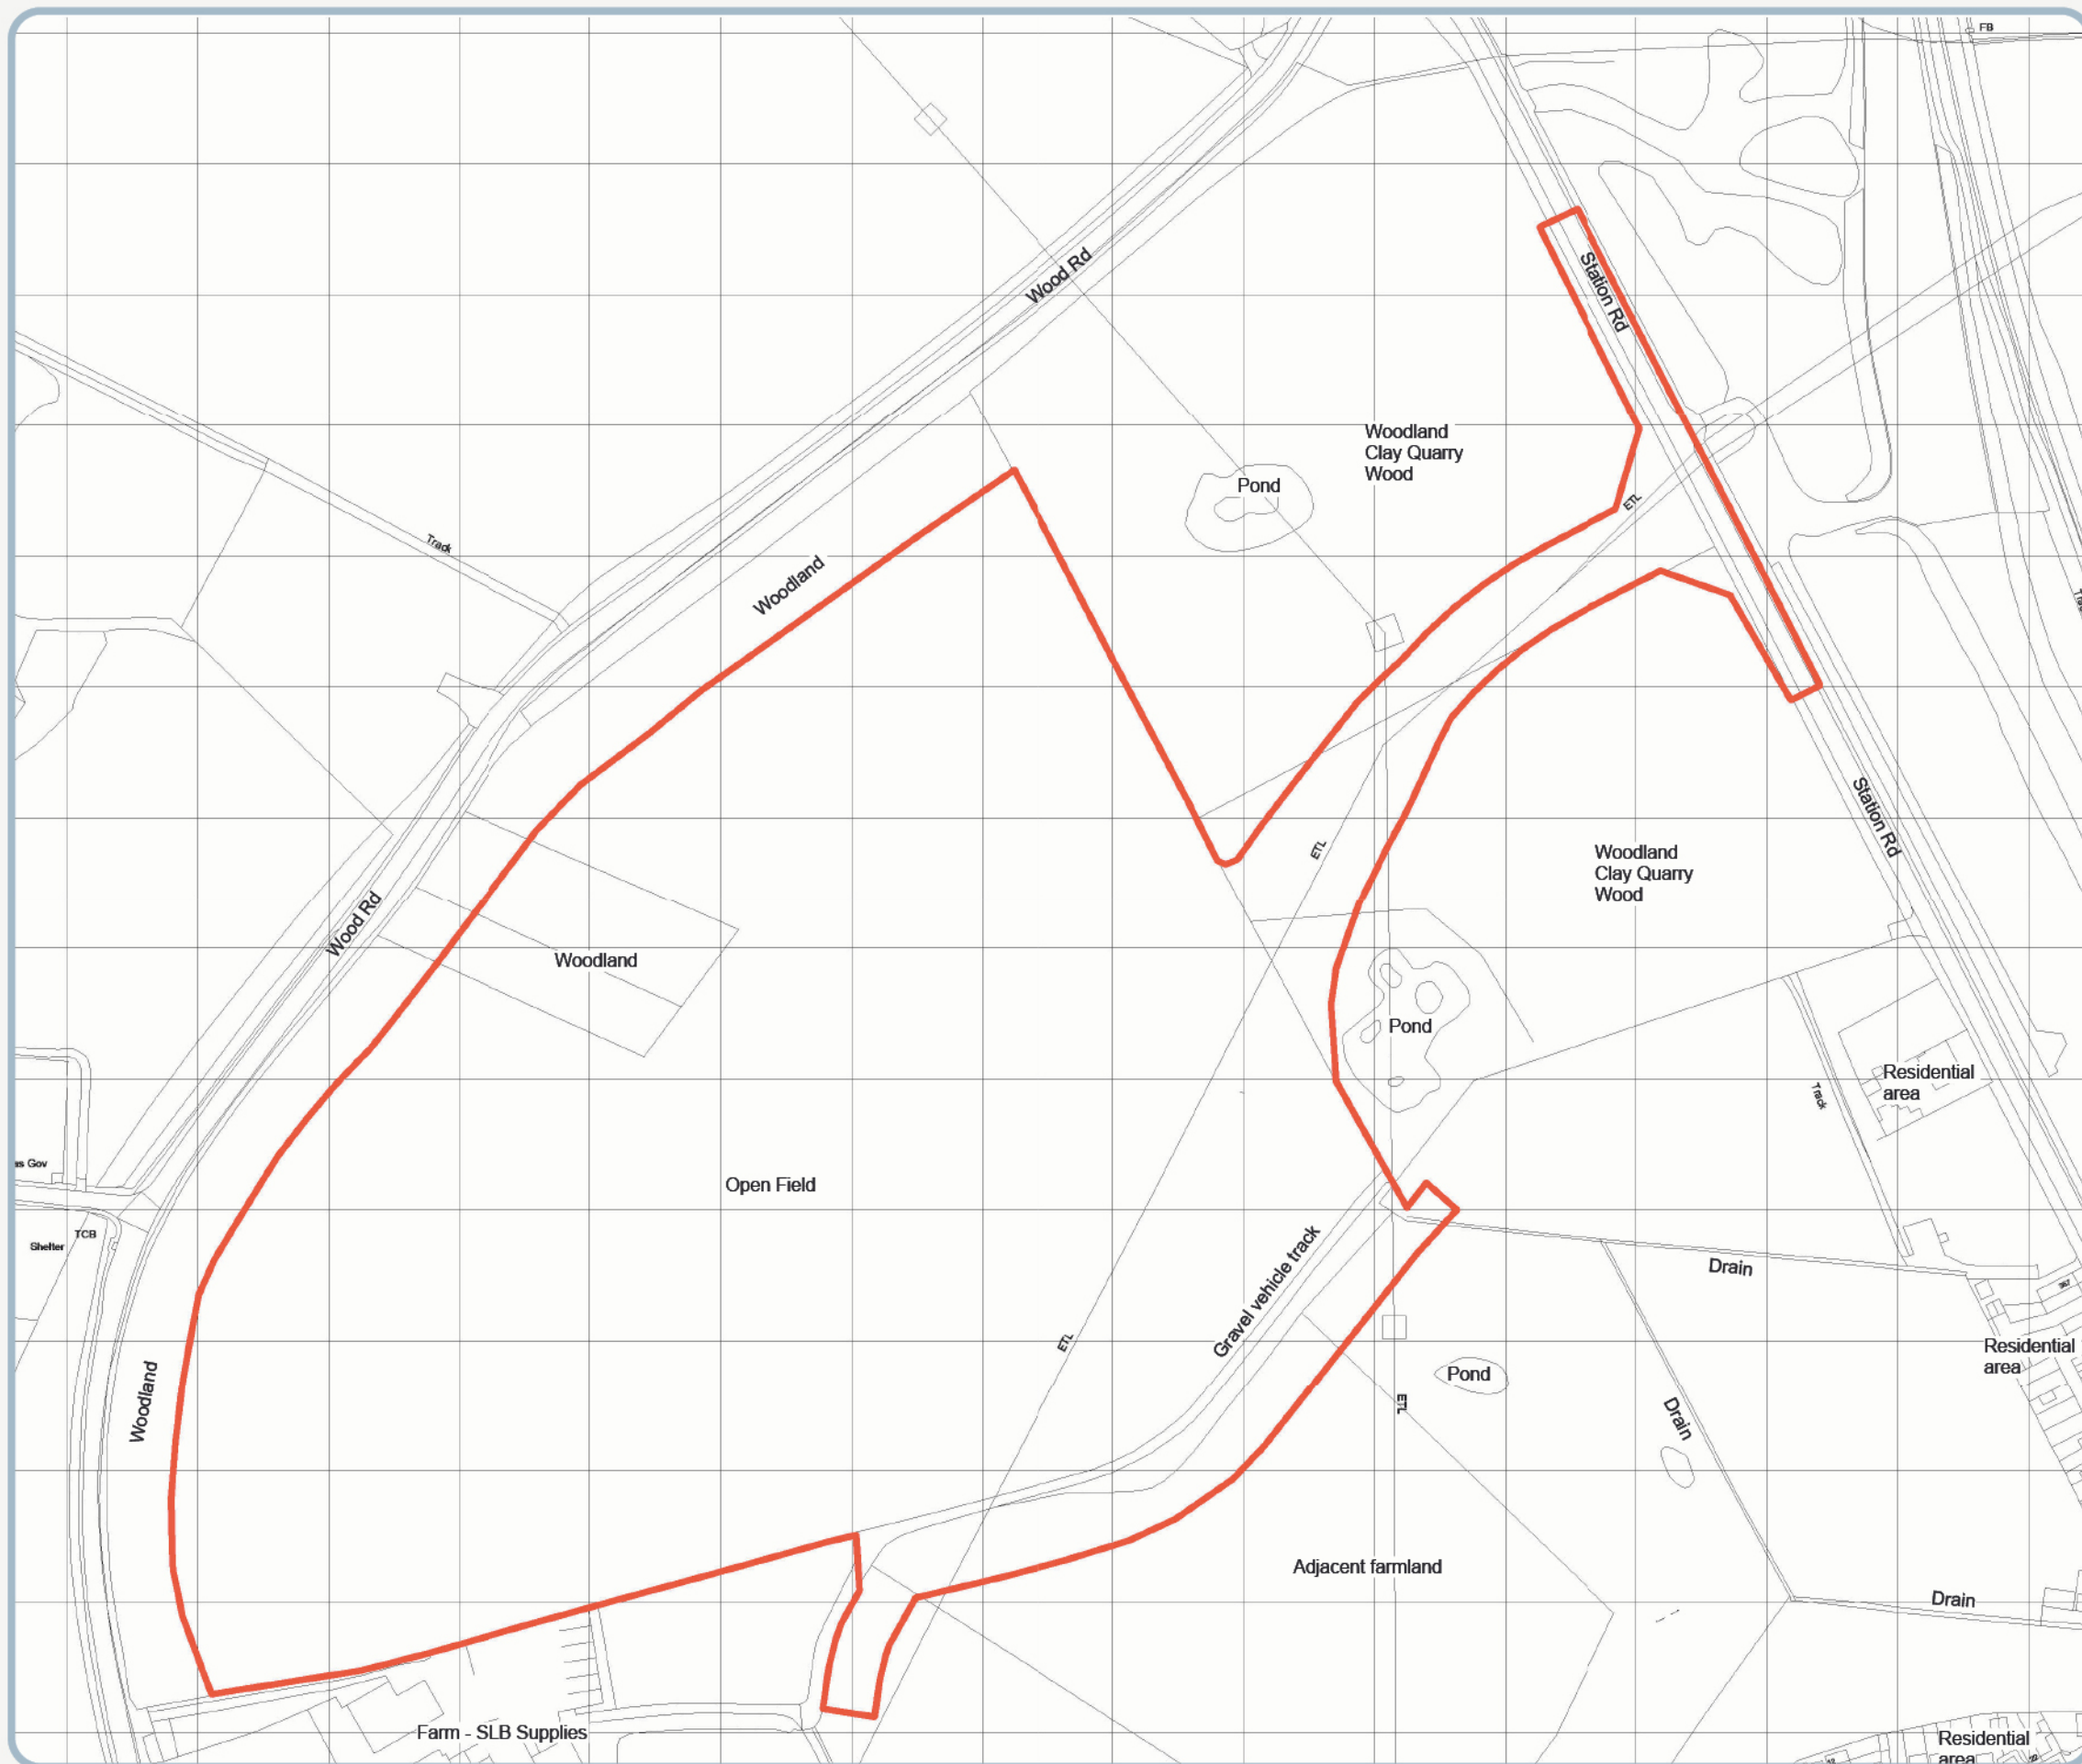 FB
Wood Rd
Station Rd
Woodland
Clay Quarry
Wood
Pond
ETL
Track
Woodland
Station Rd
ETL
Woodland
Clay Quarry
Wood
Wood Rd
Woodland
Pond
Residential
area
Track
as Gov
Open Field
TCB
Shelter
Drain
Gravel vehicle track
ETL
Residential
area
Woodland
Pond
ETL
Drain
Adjacent farmland
Drain
Farm - SLB Supplies
Residential
area